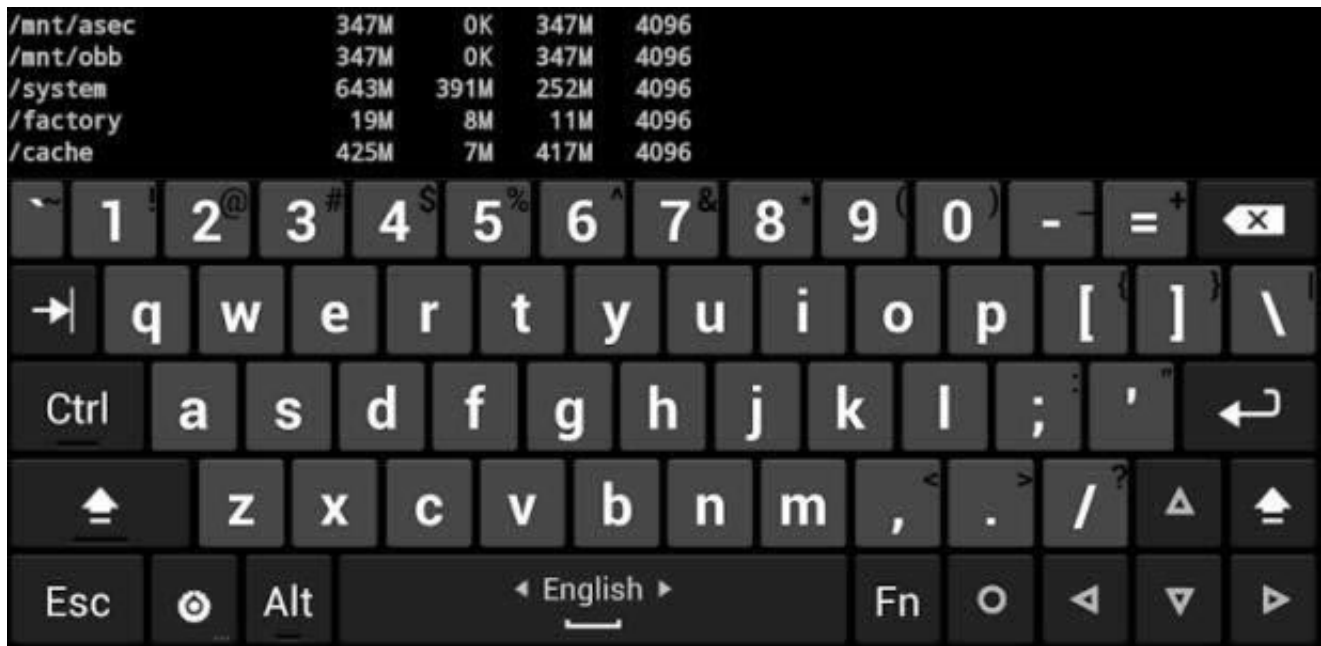 /mnt/asec 347M 0K 347M 4096
/mnt/obb 347M 0K 347M 4096
/system 643M 391M 252M 4096
/factory 19M 8M 11M 4096
/cache 425M 7M 417M 4096
` ~ 1 ! 2 @ 3 # 4 $ 5 % 6 ^ 7 & 8 * 9 ( 0 ) - _ = +
q w e r t y u i o p [ { ] } \ |
Ctrl a s d f g h j k l ; : ' "
z x c v b n m , < . > / ?
Esc ... Alt English Fn